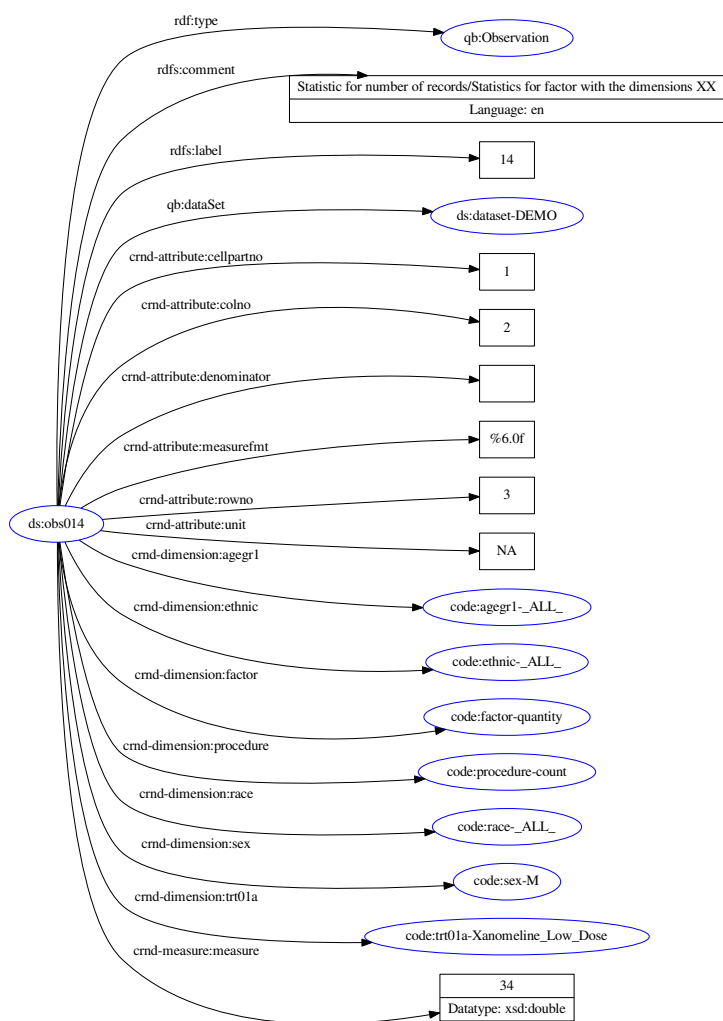 rdf:type
qb:Observation
rdfs:comment
Statistic for number of records/Statistics for factor with the dimensions XX
Language: en
rdfs:label
14
qb:dataSet
ds:dataset-DEMO
crnd-attribute:cellpartno
1
crnd-attribute:colno
2
crnd-attribute:denominator
crnd-attribute:measurefmt
%6.0f
crnd-attribute:rowno
3
ds:obs014
crnd-attribute:unit
NA
crnd-dimension:agegr1
code:agegr1-_ALL_
crnd-dimension:ethnic
code:ethnic-_ALL_
crnd-dimension:factor
code:factor-quantity
crnd-dimension:procedure
code:procedure-count
crnd-dimension:race
code:race-_ALL_
crnd-dimension:sex
code:sex-M
crnd-dimension:trt01a
code:trt01a-Xanomeline_Low_Dose
crnd-measure:measure
34
Datatype: xsd:double